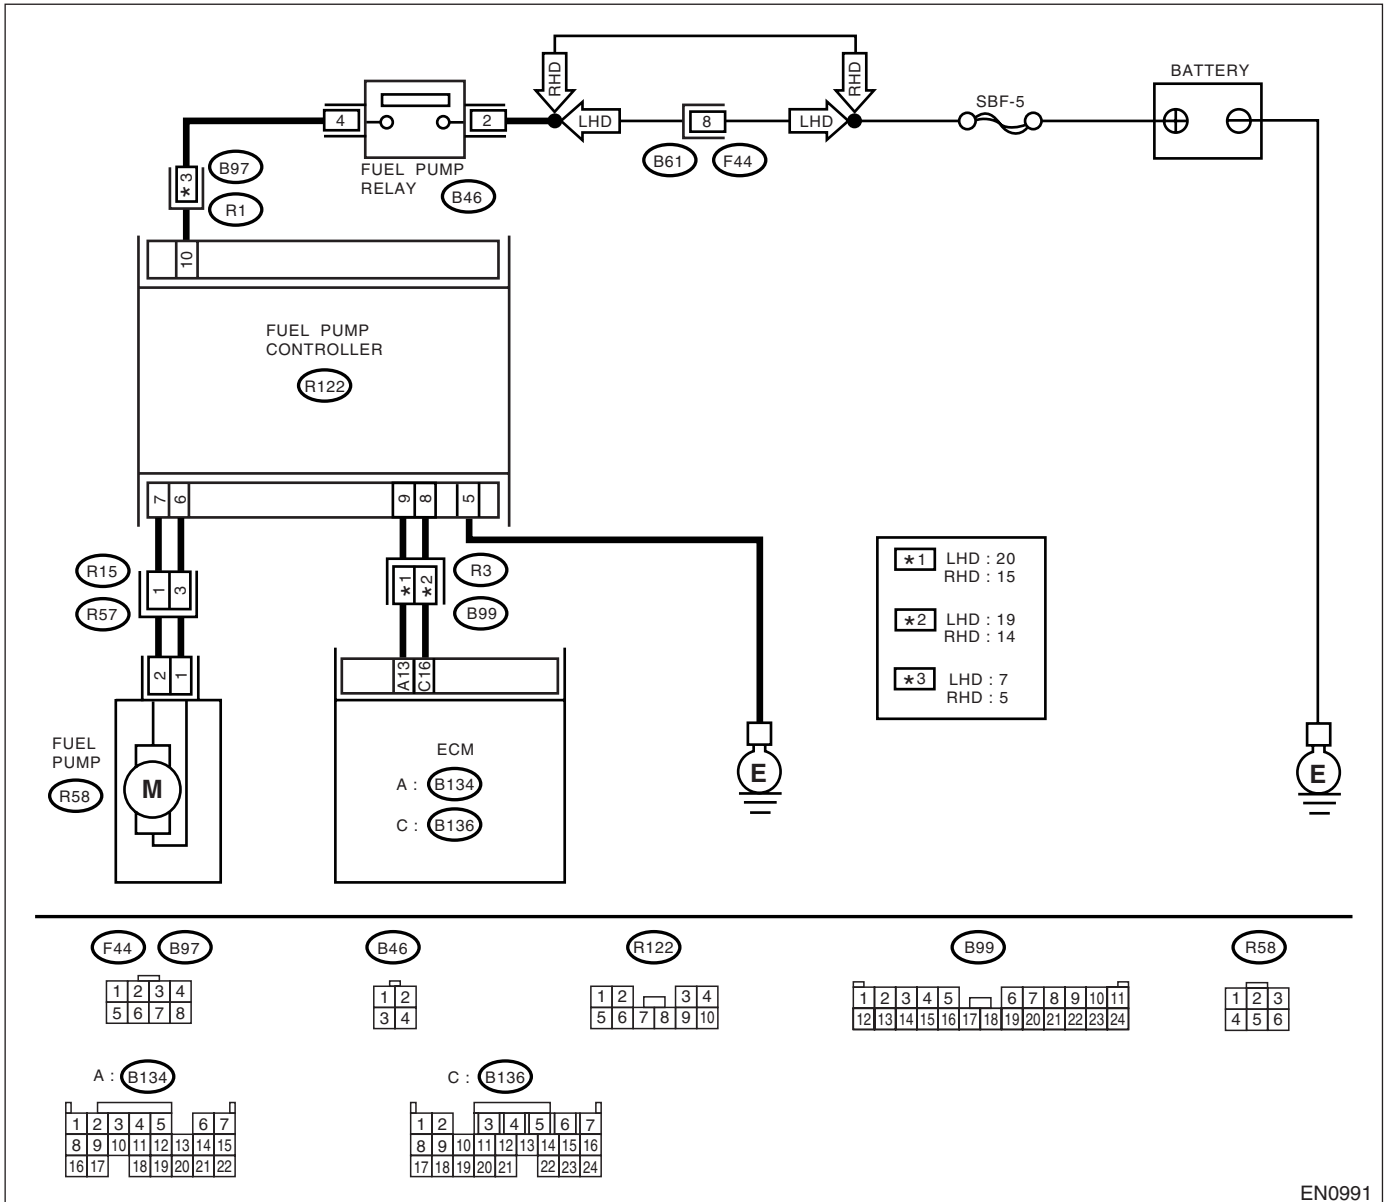 RHD
RHD
BATTERY
SBF-5
4
2
LHD
8
LHD
FUEL PUMP
RELAY
B46
B61
F44
*3
B97
R1
10
FUEL PUMP
CONTROLLER
R122
7 6 9 8 5
R15
R57
1 3
*1 *2
R3
B99
2 1
A13 C16
*1 LHD : 20
RHD : 15
*2 LHD : 19
RHD : 14
*3 LHD : 7
RHD : 5
FUEL
PUMP
R58
M
ECM
A : B134
C : B136
E
E
F44 B97
1 2 3 4
5 6 7 8
B46
1 2
3 4
R122
1 2 3 4
5 6 7 8 9 10
B99
1 2 3 4 5 6 7 8 9 10 11
12 13 14 15 16 17 18 19 20 21 22 23 24
R58
1 2 3
4 5 6
A : B134
1 2 3 4 5 6 7
8 9 10 11 12 13 14 15
16 17 18 19 20 21 22
C : B136
1 2 3 4 5 6 7
8 9 10 11 12 13 14 15 16
17 18 19 20 21 22 23 24
EN0991